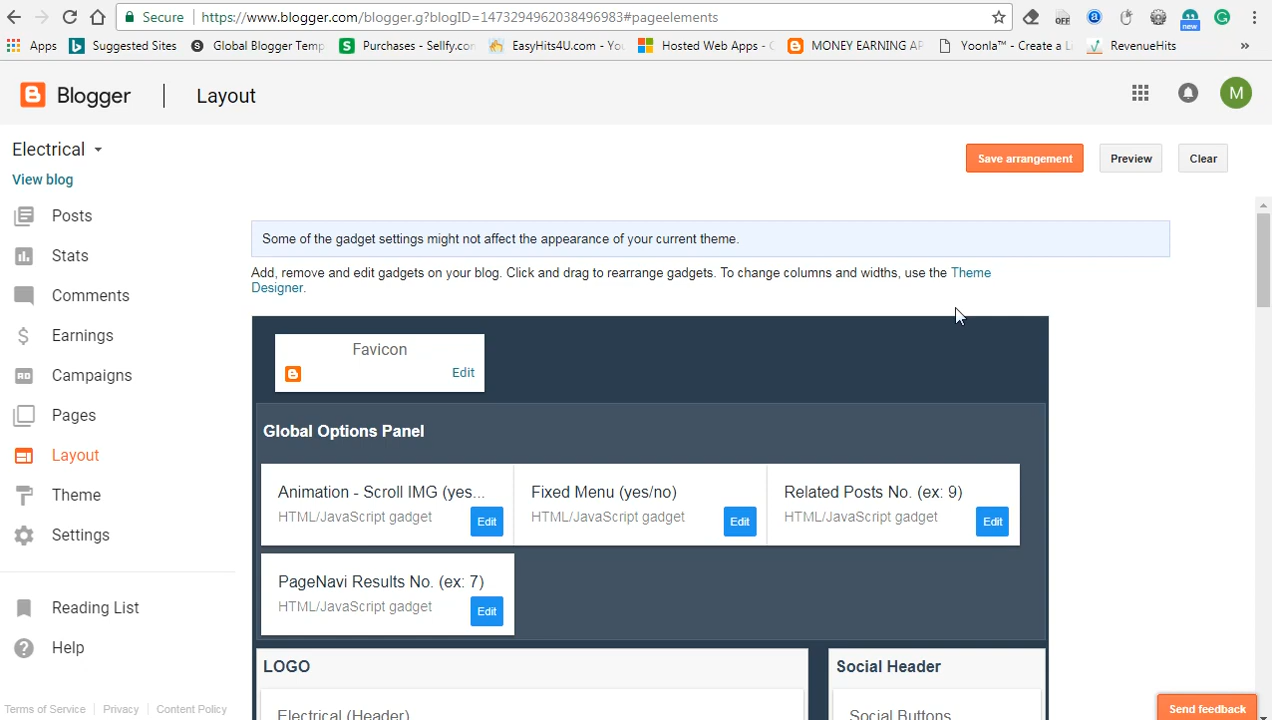 Secure https://www.blogger.com/blogger.g?blogID=1473294962038496983#pageelements
OFF
new
Apps Suggested Sites Global Blogger Temp Purchases - Sellfy.com EasyHits4U.com - You Hosted Web Apps - MONEY EARNING AP Yoonla™ - Create a L RevenueHits »
Blogger | Layout
M
Electrical
View blog
Save arrangement Preview Clear
Posts
Stats
Comments
Earnings
Campaigns
Pages
Layout
Theme
Settings
Reading List
Help
Terms of Service | Privacy | Content Policy
Some of the gadget settings might not affect the appearance of your current theme.
Add, remove and edit gadgets on your blog. Click and drag to rearrange gadgets. To change columns and widths, use the Theme
Designer.
Favicon
Edit
Global Options Panel
Animation - Scroll IMG (yes...
HTML/JavaScript gadget
Edit
Fixed Menu (yes/no)
HTML/JavaScript gadget
Edit
Related Posts No. (ex: 9)
HTML/JavaScript gadget
Edit
PageNavi Results No. (ex: 7)
HTML/JavaScript gadget
Edit
LOGO
Electrical (Header)
Social Header
Social Buttons
Send feedback